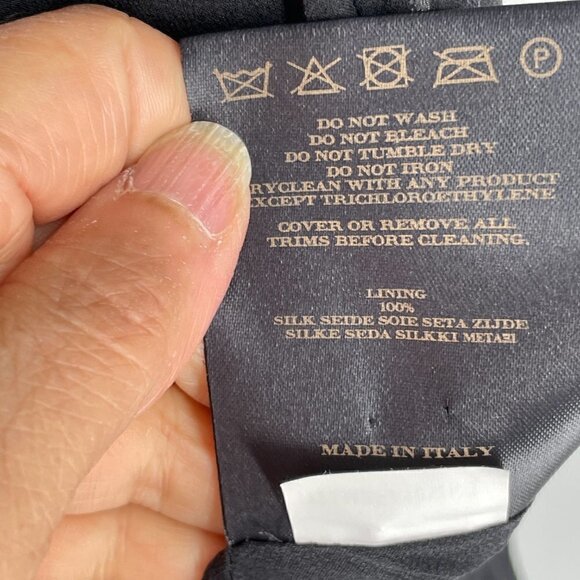 P
DO NOT WASH
DO NOT BLEACH
DO NOT TUMBLE DRY
DO NOT IRON
RYCLEAN WITH ANY PRODUCT
EXCEPT TRICHLOROETHYLENE
COVER OR REMOVE ALL
TRIMS BEFORE CLEANING.
LINING
100%
SILK SEIDE SOIE SETA ZIJDE
SILKE SEDA SILKKI ΜΕΤΑΞΙ
MADE IN ITALY